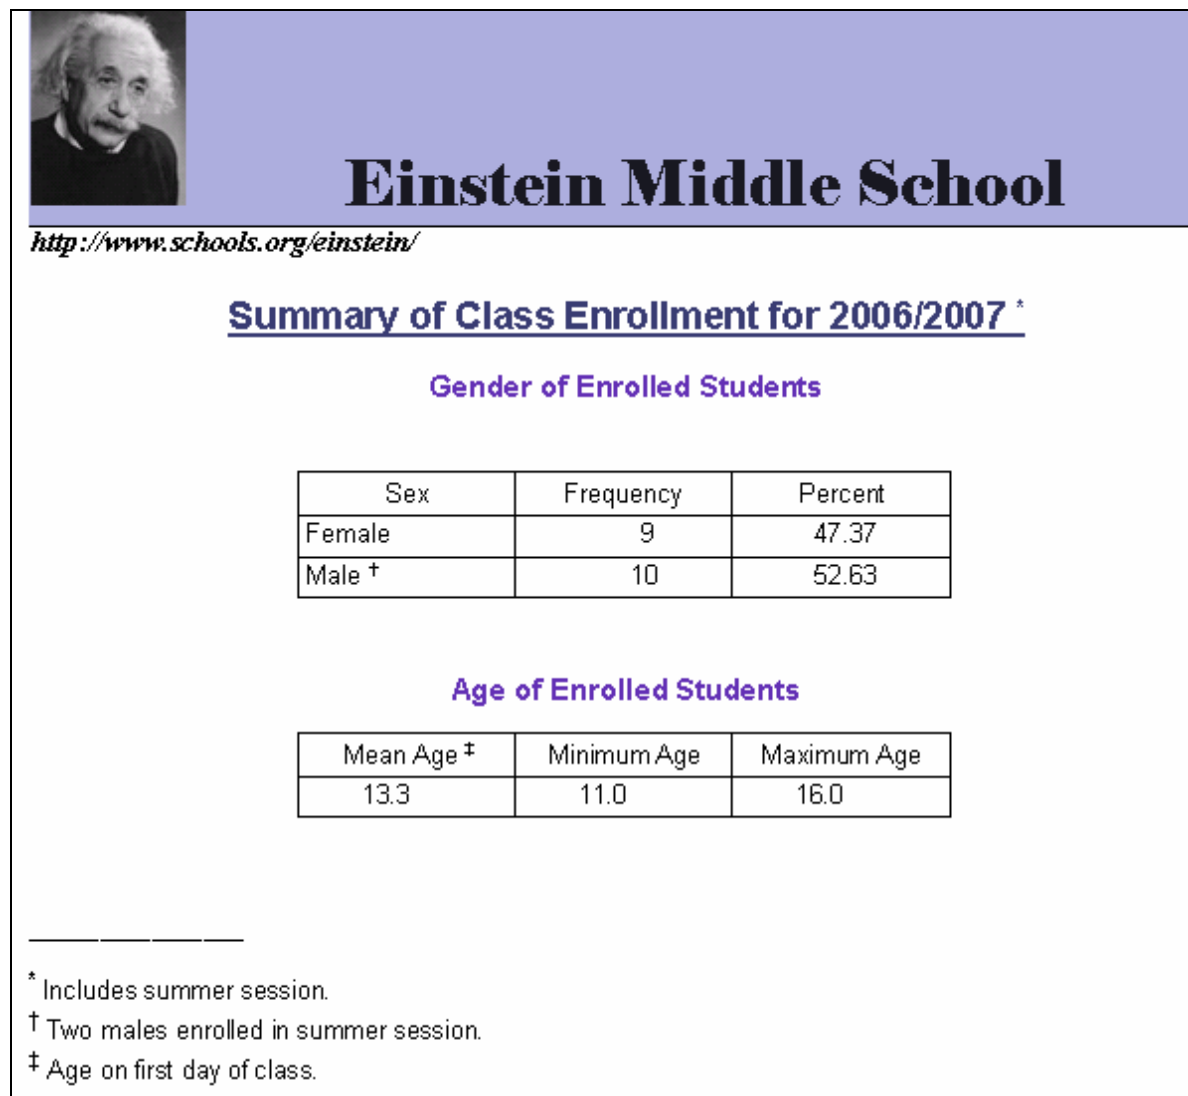 Einstein Middle School
http://www.schools.org/einstein/
Summary of Class Enrollment for 2006/2007 *
Gender of Enrolled Students
Sex Frequency Percent
Female 9 47.37
Male † 10 52.63
Age of Enrolled Students
Mean Age ‡ Minimum Age Maximum Age
13.3 11.0 16.0
* Includes summer session.
† Two males enrolled in summer session.
‡ Age on first day of class.